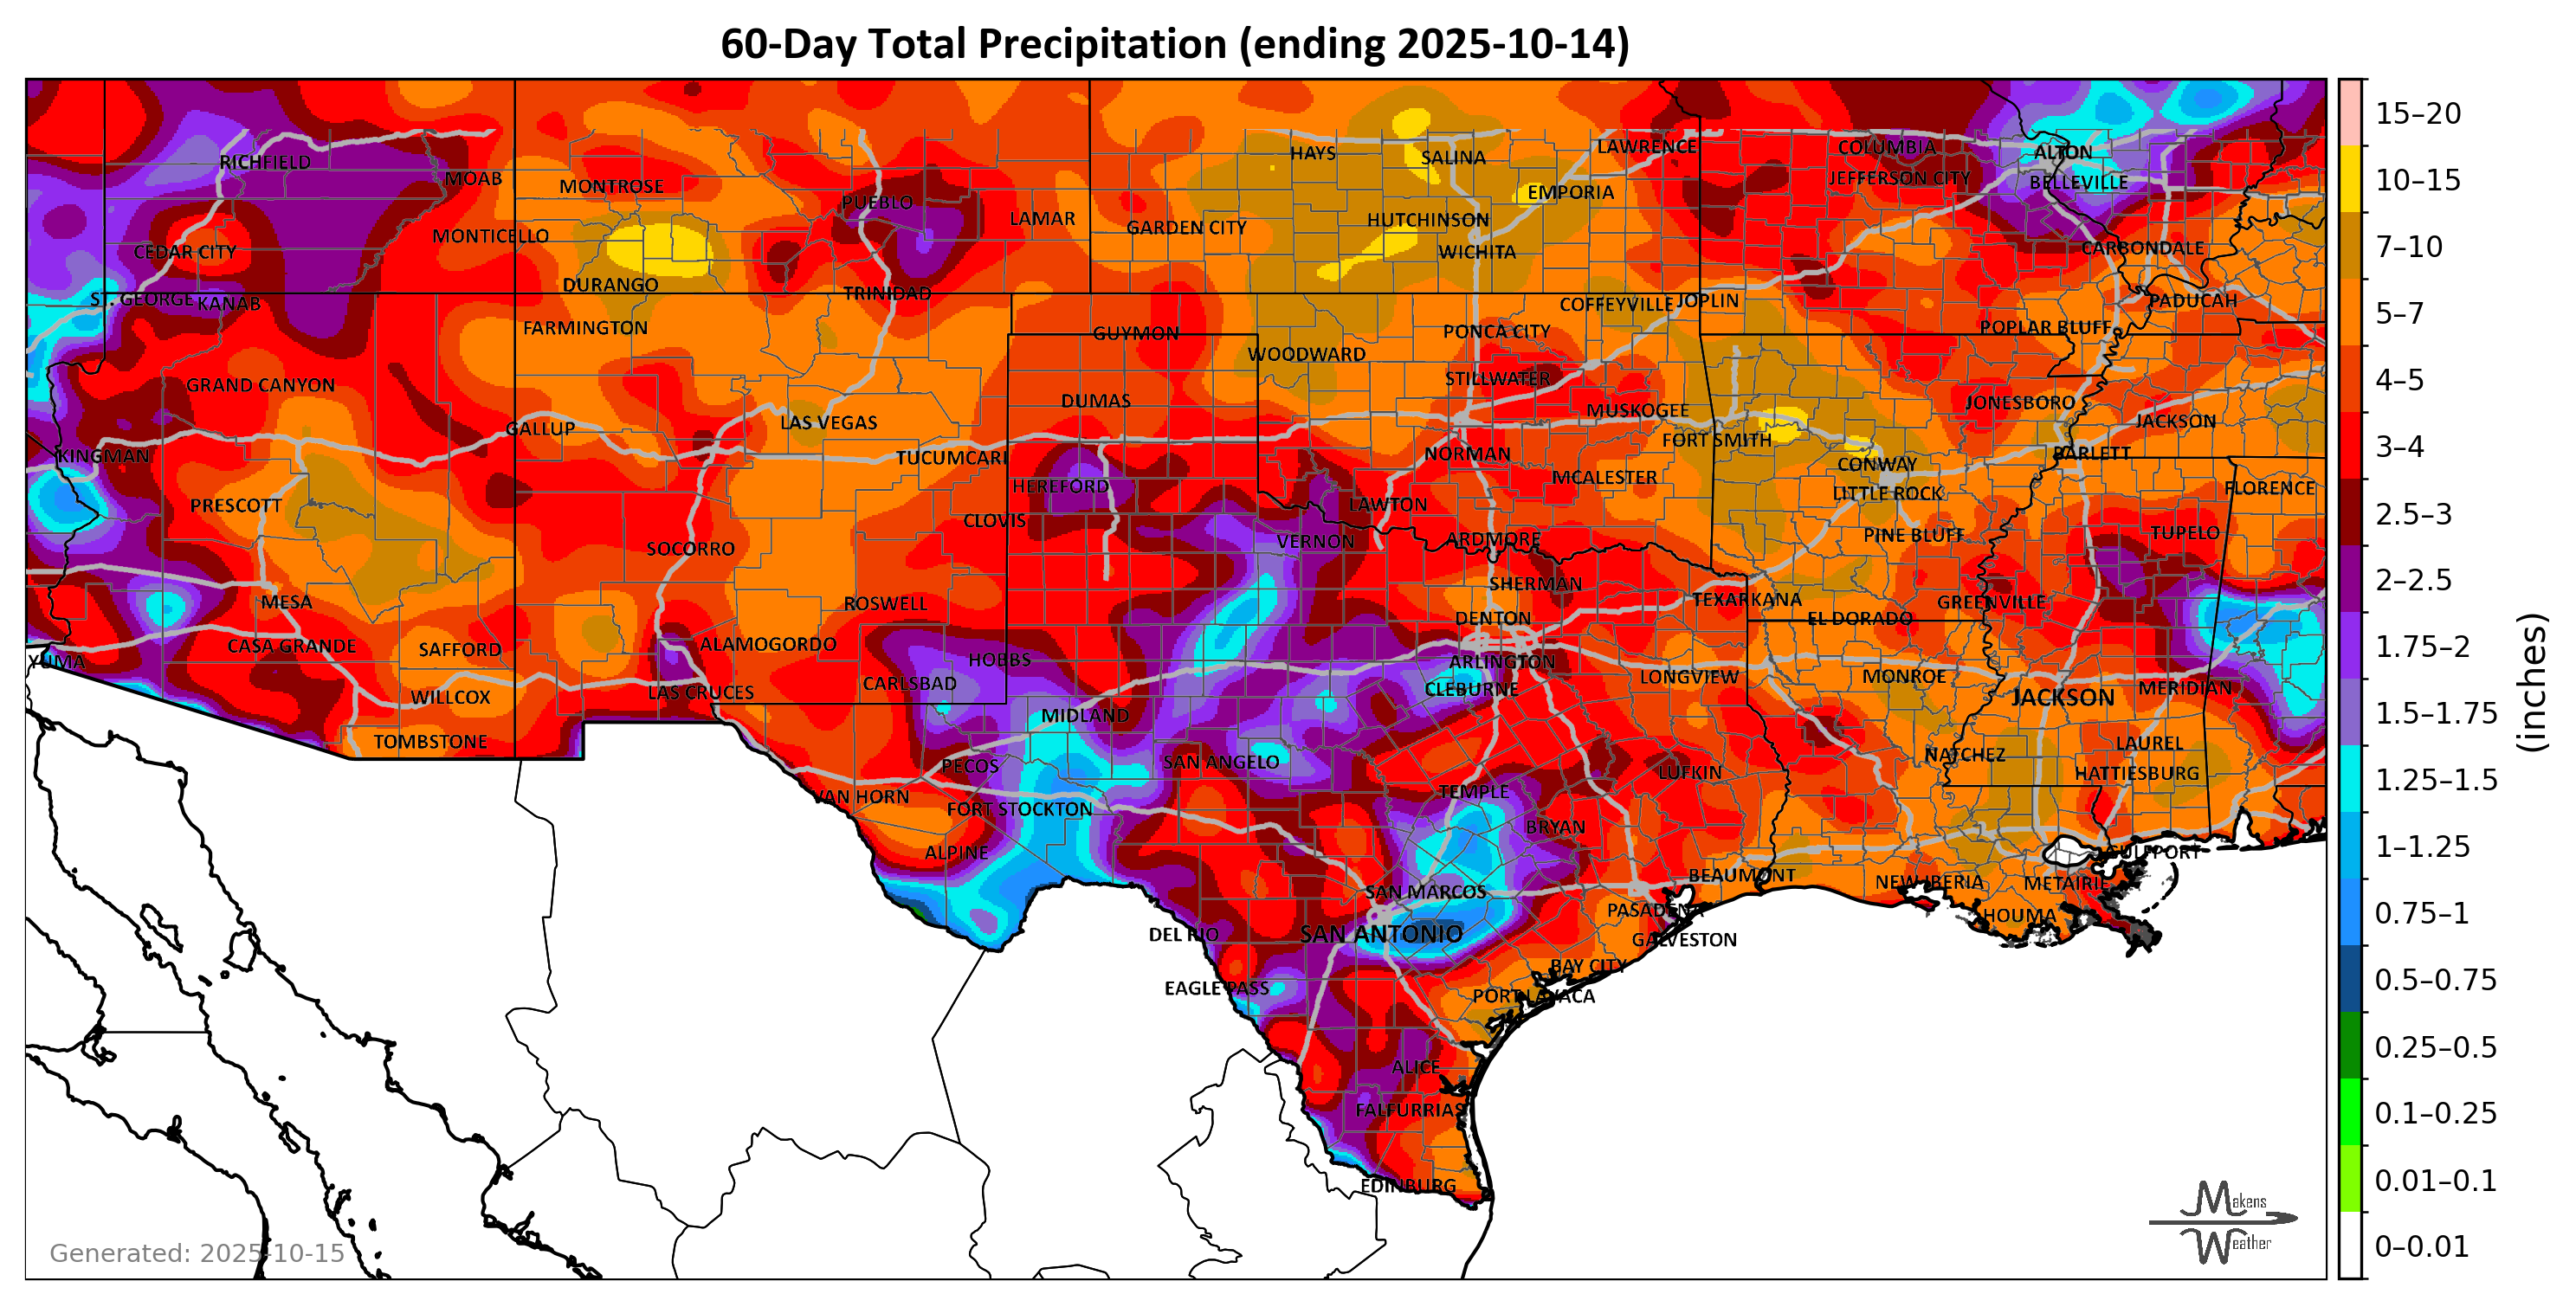 60-Day Total Precipitation (ending 2025-10-14)
RICHFIELD
MOAB
MONTROSE
PUEBLO
LAMAR
HAYS
SALINA
LAWRENCE
COLUMBIA
ALTON
JEFFERSON CITY
BELLEVILLE
EMPORIA
GARDEN CITY
HUTCHINSON
WICHITA
CEDAR CITY
MONTICELLO
CARBONDALE
DURANGO
TRINIDAD
ST. GEORGE
KANAB
COFFEYVILLE
JOPLIN
PADUCAH
FARMINGTON
GUYMON
PONCA CITY
POPLAR BLUFF
WOODWARD
GRAND CANYON
STILLWATER
DUMAS
MUSKOGEE
JONESBORO
GALLUP
LAS VEGAS
JACKSON
FORT SMITH
KINGMAN
TUCUMCARI
NORMAN
CONWAY
BARLETT
HEREFORD
MCALESTER
LITTLE ROCK
FLORENCE
PRESCOTT
LAWTON
CLOVIS
PINE BLUFF
TUPELO
SOCORRO
VERNON
ARDMORE
SHERMAN
MESA
ROSWELL
TEXARKANA
GREENVILLE
DENTON
EL DORADO
CASA GRANDE
SAFFORD
ALAMOGORDO
YUMA
HOBBS
ARLINGTON
CARLSBAD
CLEBURNE
LONGVIEW
MONROE
MERIDIAN
WILLCOX
LAS CRUCES
JACKSON
MIDLAND
TOMBSTONE
LAUREL
NATCHEZ
PECOS
SAN ANGELO
LUFKIN
HATTIESBURG
VAN HORN
FORT STOCKTON
TEMPLE
BRYAN
ALPINE
GULFPORT
BEAUMONT
NEW IBERIA
METAIRIE
SAN MARCOS
PASADENA
HOUMA
DEL RIO
SAN ANTONIO
GALVESTON
BAY CITY
EAGLE PASS
PORT LAVACA
ALICE
FALFURRIAS
EDINBURG
Generated: 2025-10-15
Makens
Weather
15–20
10–15
7–10
5–7
4–5
3–4
2.5–3
2–2.5
1.75–2
1.5–1.75
1.25–1.5
1–1.25
0.75–1
0.5–0.75
0.25–0.5
0.1–0.25
0.01–0.1
0–0.01
(inches)